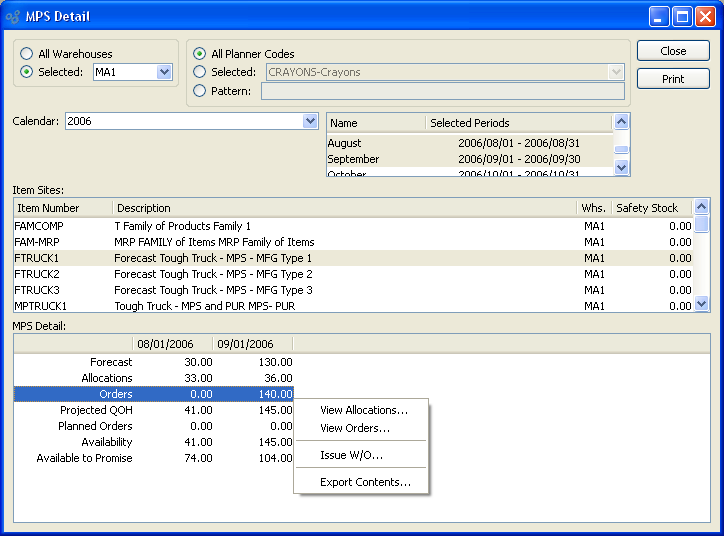 MPS Detail
All Warehouses
Selected: MA1
All Planner Codes
Selected: CRAYONS-Crayons
Pattern:
Close
Print
Calendar: 2006
Name Selected Periods
August 2006/08/01 - 2006/08/31
September 2006/09/01 - 2006/09/30
October 2006/10/01 - 2006/10/31
Item Sites:
Item Number Description Whs. Safety Stock
FAMCOMP T Family of Products Family 1 MA1 0.00
FAM-MRP MRP FAMILY of Items MRP Family of Items MA1 0.00
FTRUCK1 Forecast Tough Truck - MPS - MFG Type 1 MA1 0.00
FTRUCK2 Forecast Tough Truck - MPS - MFG Type 2 MA1 0.00
FTRUCK3 Forecast Tough Truck - MPS - MFG Type 3 MA1 0.00
MPTRUCK1 Tough Truck - MPS and PUR MPS- PUR MA1 0.00
MPS Detail:
08/01/2006 09/01/2006
Forecast 30.00 130.00
Allocations 33.00 36.00
Orders 0.00 140.00
Projected QOH 41.00 145.00
Planned Orders 0.00 0.00
Availability 41.00 145.00
Available to Promise 74.00 104.00
View Allocations...
View Orders...
Issue W/O...
Export Contents...